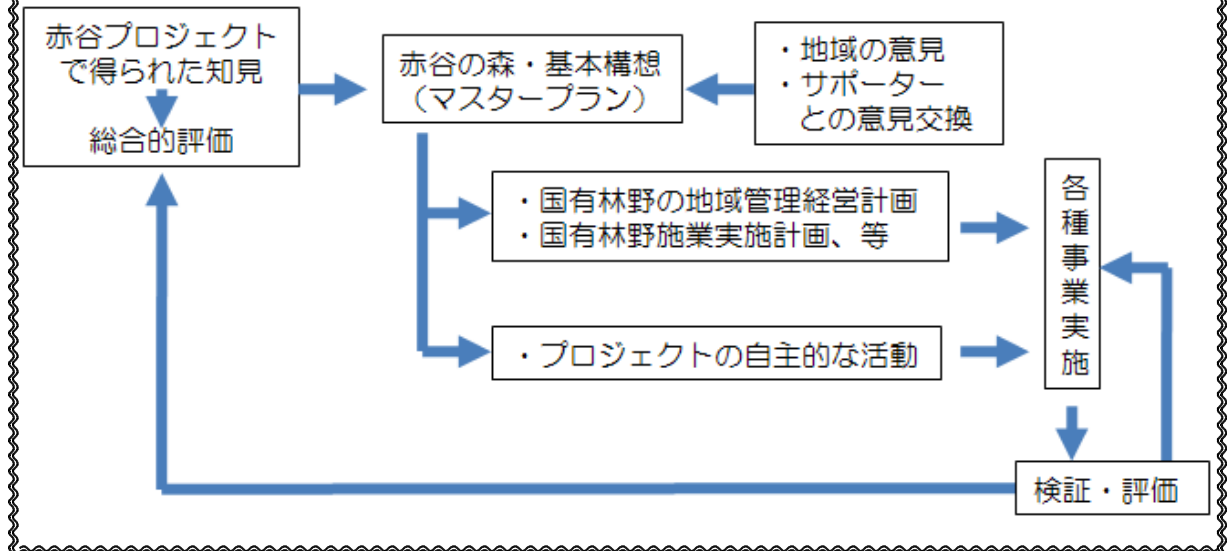 赤谷プロジェクト
で得られた知見
総合的評価
赤谷の森・基本構想
（マスタープラン）
・地域の意見
・サポーター
との意見交換
・国有林野の地域管理経営計画
・国有林野施業実施計画、等
・プロジェクトの自主的な活動
各種事業実施
検証・評価